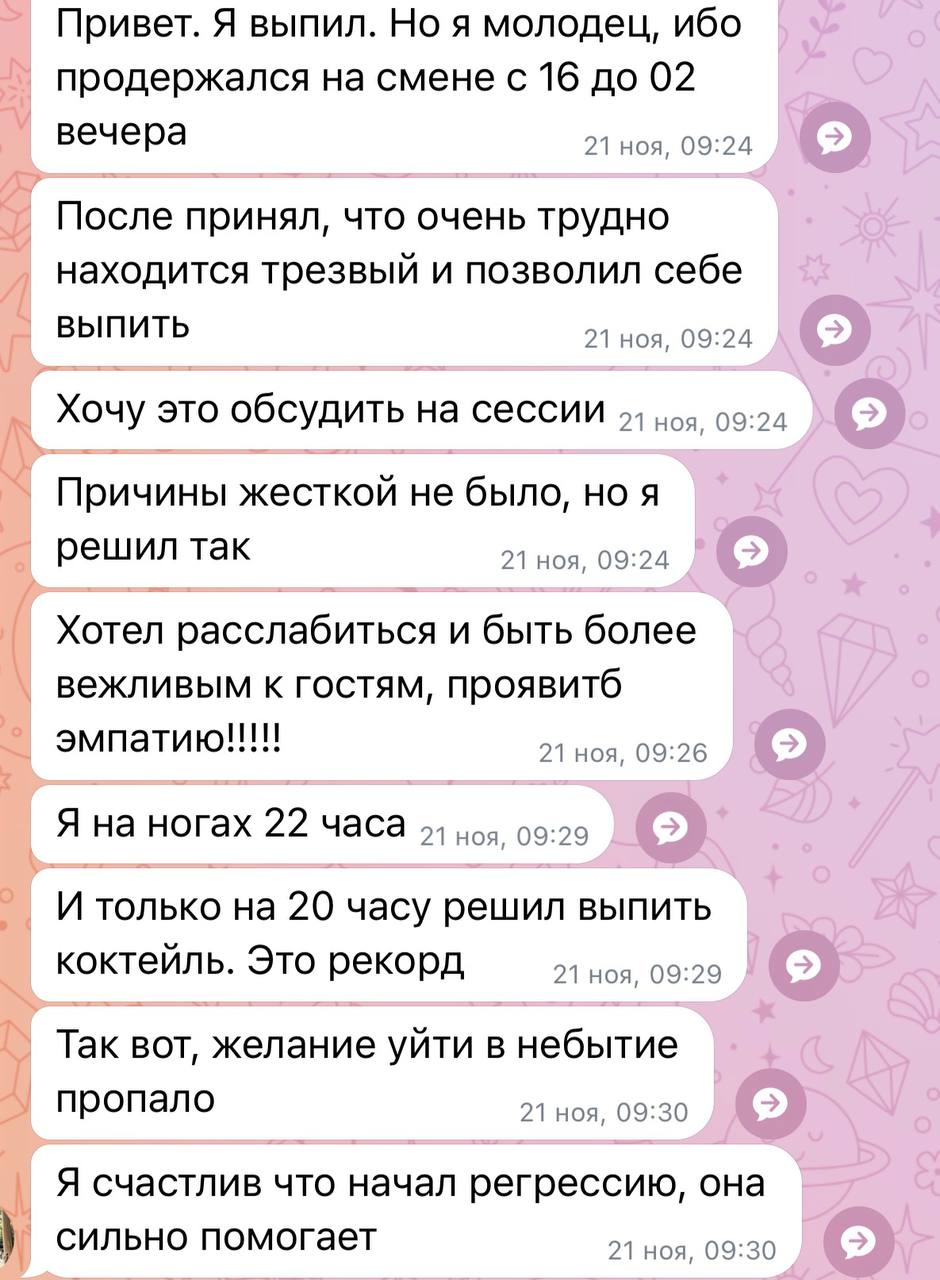 Привет. Я выпил. Но я молодец, ибо
продержался на смене с 16 до 02
вечера
21 ноя, 09:24
После принял, что очень трудно
находится трезвый и позволил себе
выпить
21 ноя, 09:24
Хочу это обсудить на сессии
21 ноя, 09:24
Причины жесткой не было, но я
решил так
21 ноя, 09:24
Хотел расслабиться и быть более
вежливым к гостям, проявитб
эмпатию!!!!!
21 ноя, 09:26
Я на ногах 22 часа
21 ноя, 09:29
И только на 20 часу решил выпить
коктейль. Это рекорд
21 ноя, 09:29
Так вот, желание уйти в небытие
пропало
21 ноя, 09:30
Я счастлив что начал регрессию, она
сильно помогает
21 ноя, 09:30